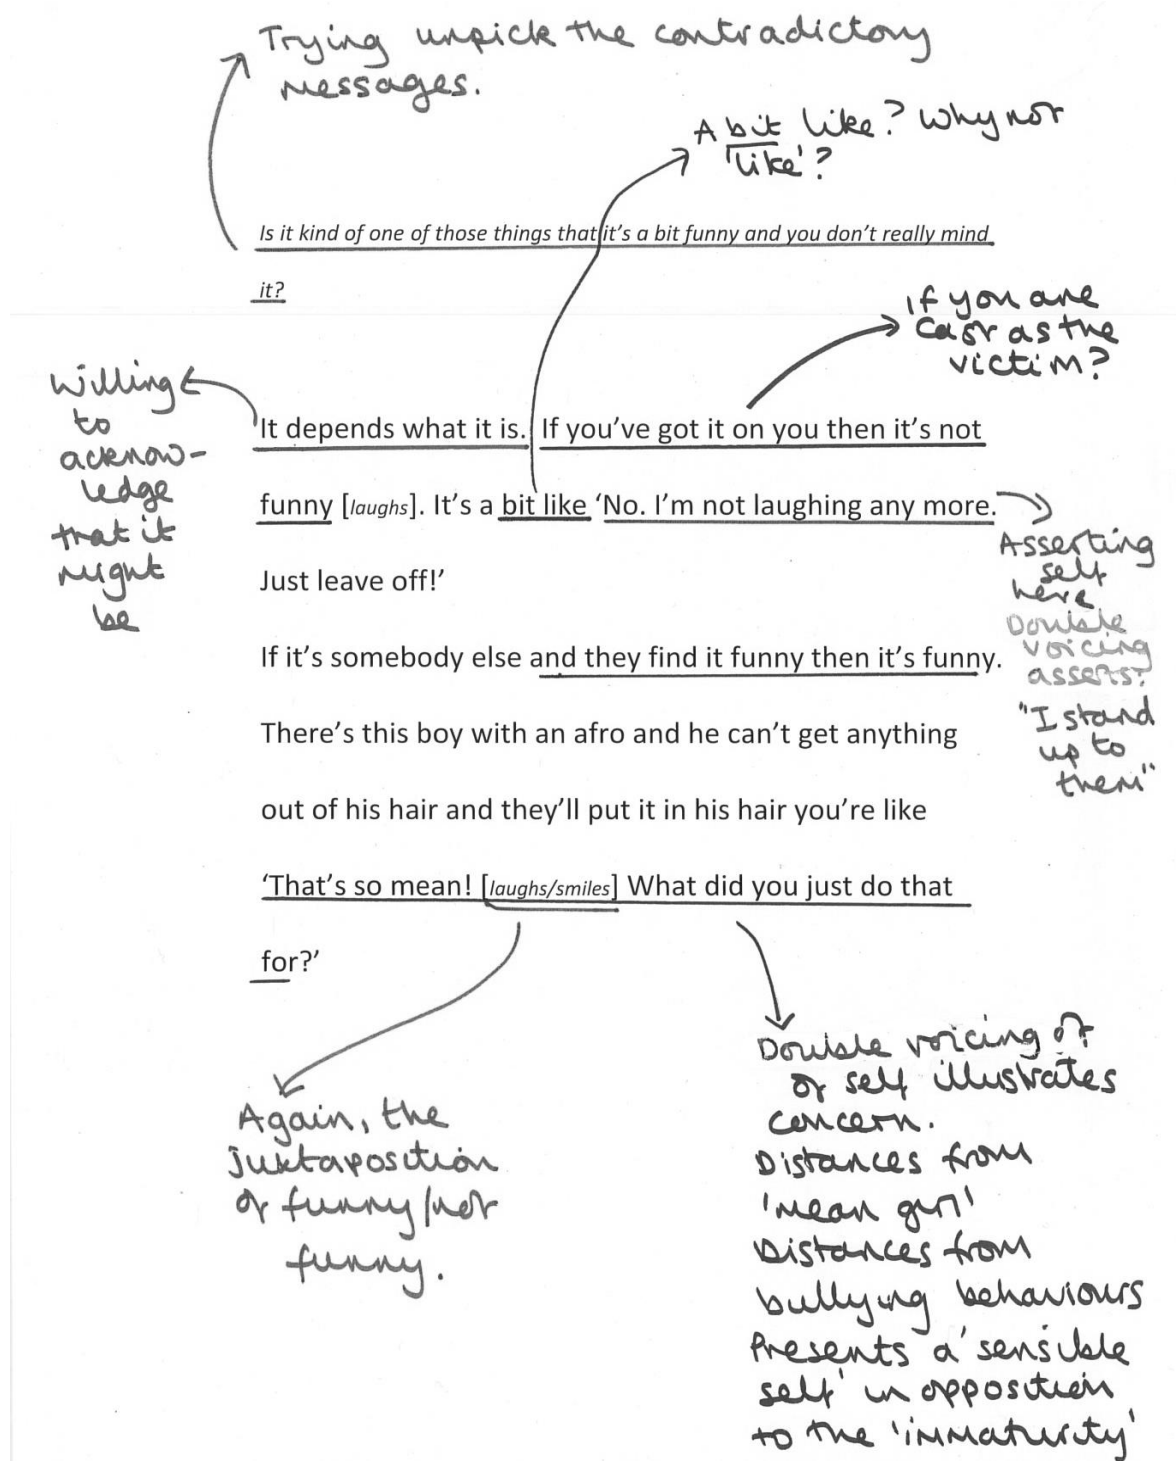 Trying unpick the contradictory
messages.
A bit like? Why not
'like'?
Is it kind of one of those things that it's a bit funny and you don't really mind
it?
If you are
cast as the
victim?
Willing
to
acknow-
ledge
that it
might
be
It depends what it is. If you've got it on you then it's not
funny [laughs]. It's a bit like 'No. I'm not laughing any more.
Just leave off!'
Asserting
self
here
Double
voicing
asserts?
"I stand
up to
them"
If it's somebody else and they find it funny then it's funny.
There's this boy with an afro and he can't get anything
out of his hair and they'll put it in his hair you're like
'That's so mean! [laughs/smiles] What did you just do that
for?'
Again, the
juxtaposition
of funny/not
funny.
Double voicing of
of self illustrates
concern.
Distances from
'mean girl'
Distances from
bullying behaviours
Presents a 'sensible
self' in opposition
to the 'immaturity'